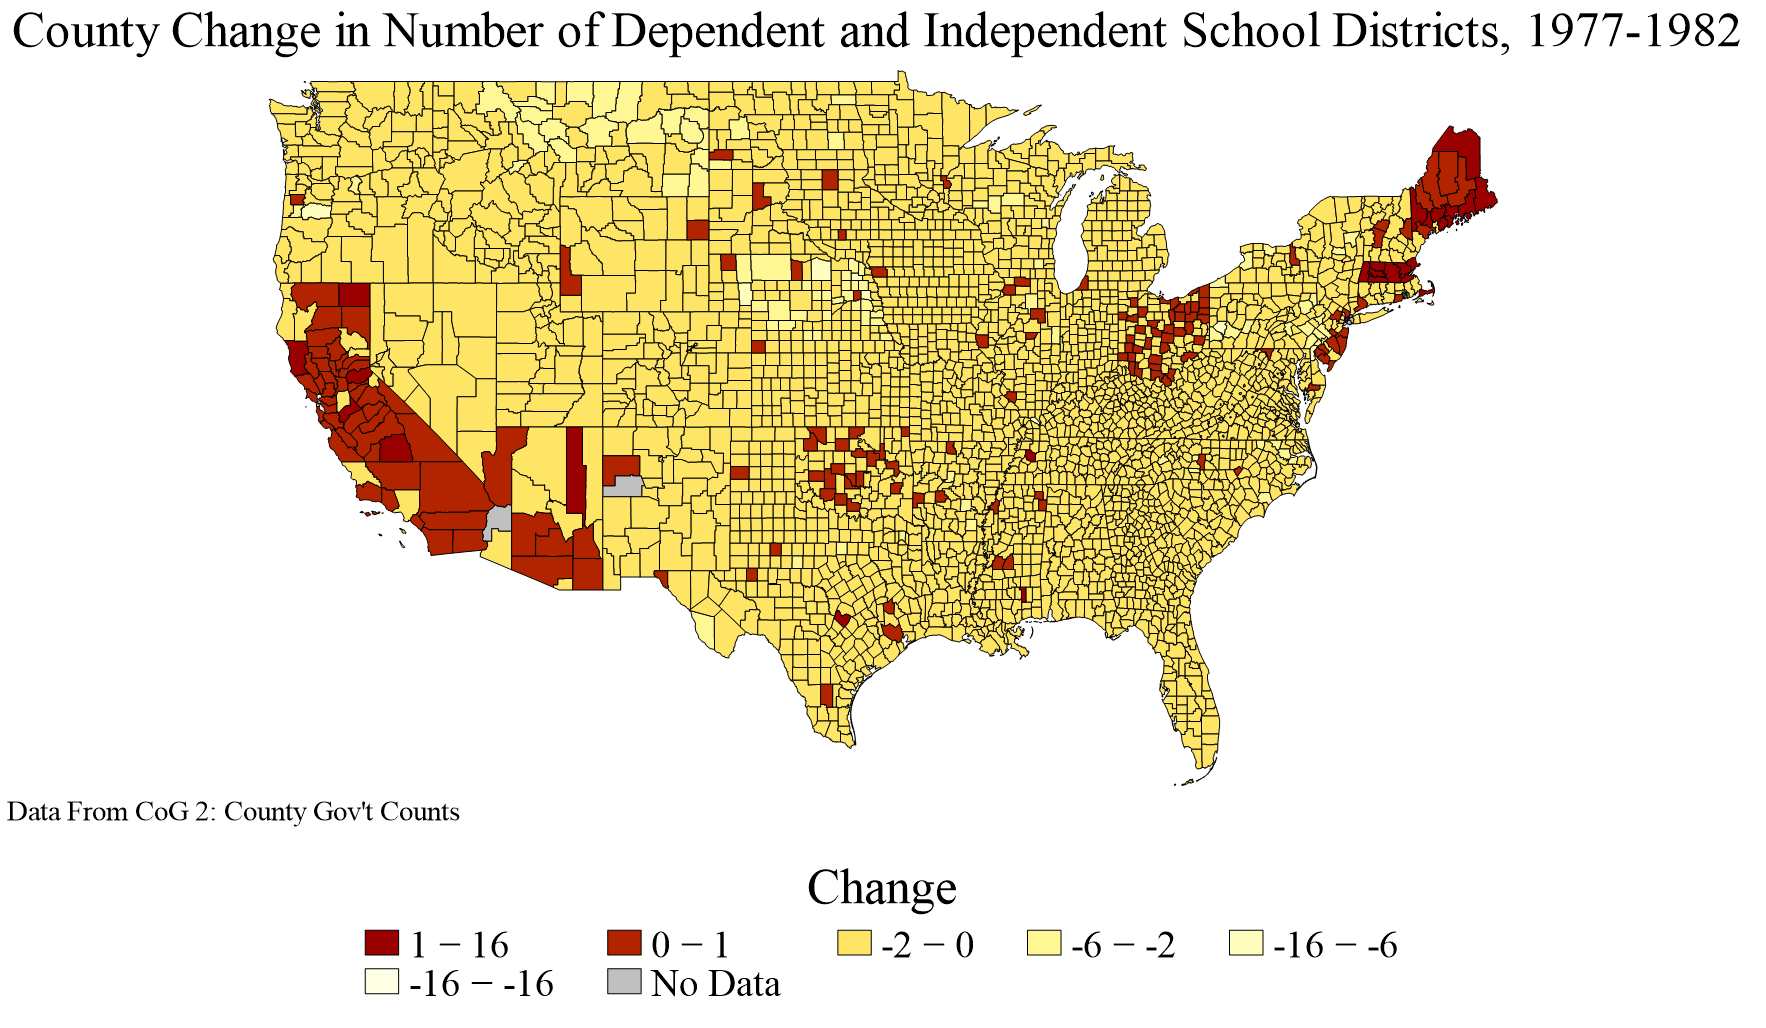 County Change in Number of Dependent and Independent School Districts, 1977-1982
Data From CoG 2: County Gov't Counts
Change
1 − 16 0 − 1 -2 − 0 -6 − -2 -16 − -6
-16 − -16 No Data